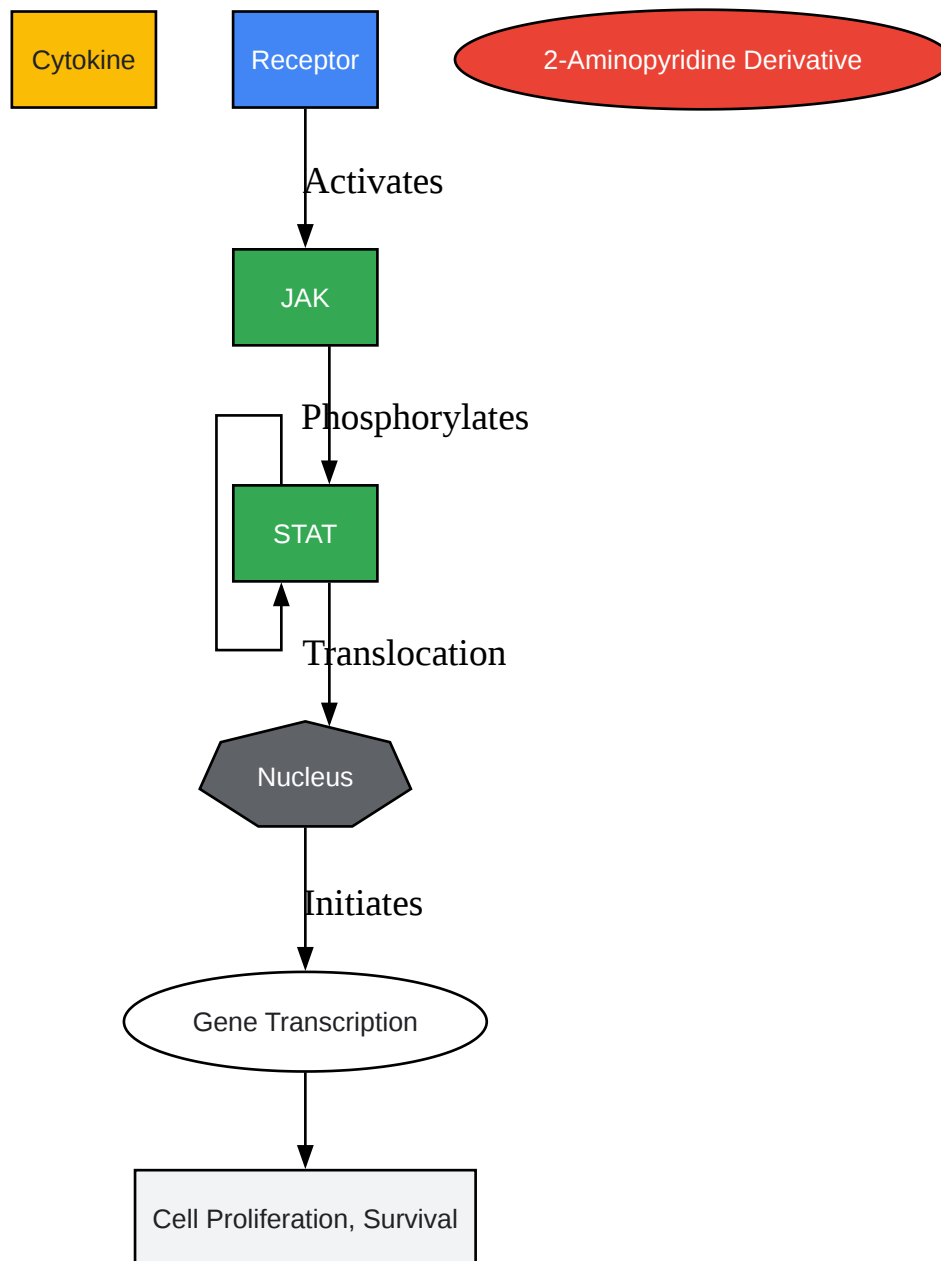 Cytokine
Receptor
2-Aminopyridine Derivative
Activates
JAK
Phosphorylates
STAT
Translocation
Nucleus
Initiates
Gene Transcription
Cell Proliferation, Survival